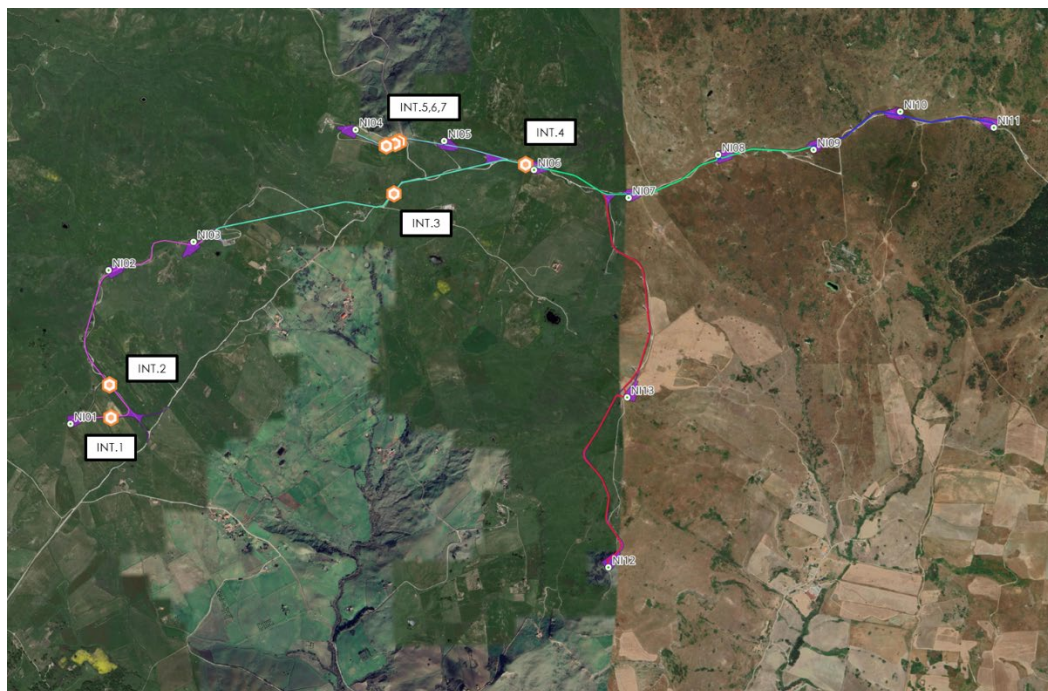 INT.5,6,7
NI04
NI05
INT.4
NI06
NI10
NI11
NI09
NI08
NI07
INT.3
NI03
NI02
INT.2
NI01
INT.1
NI13
NI12